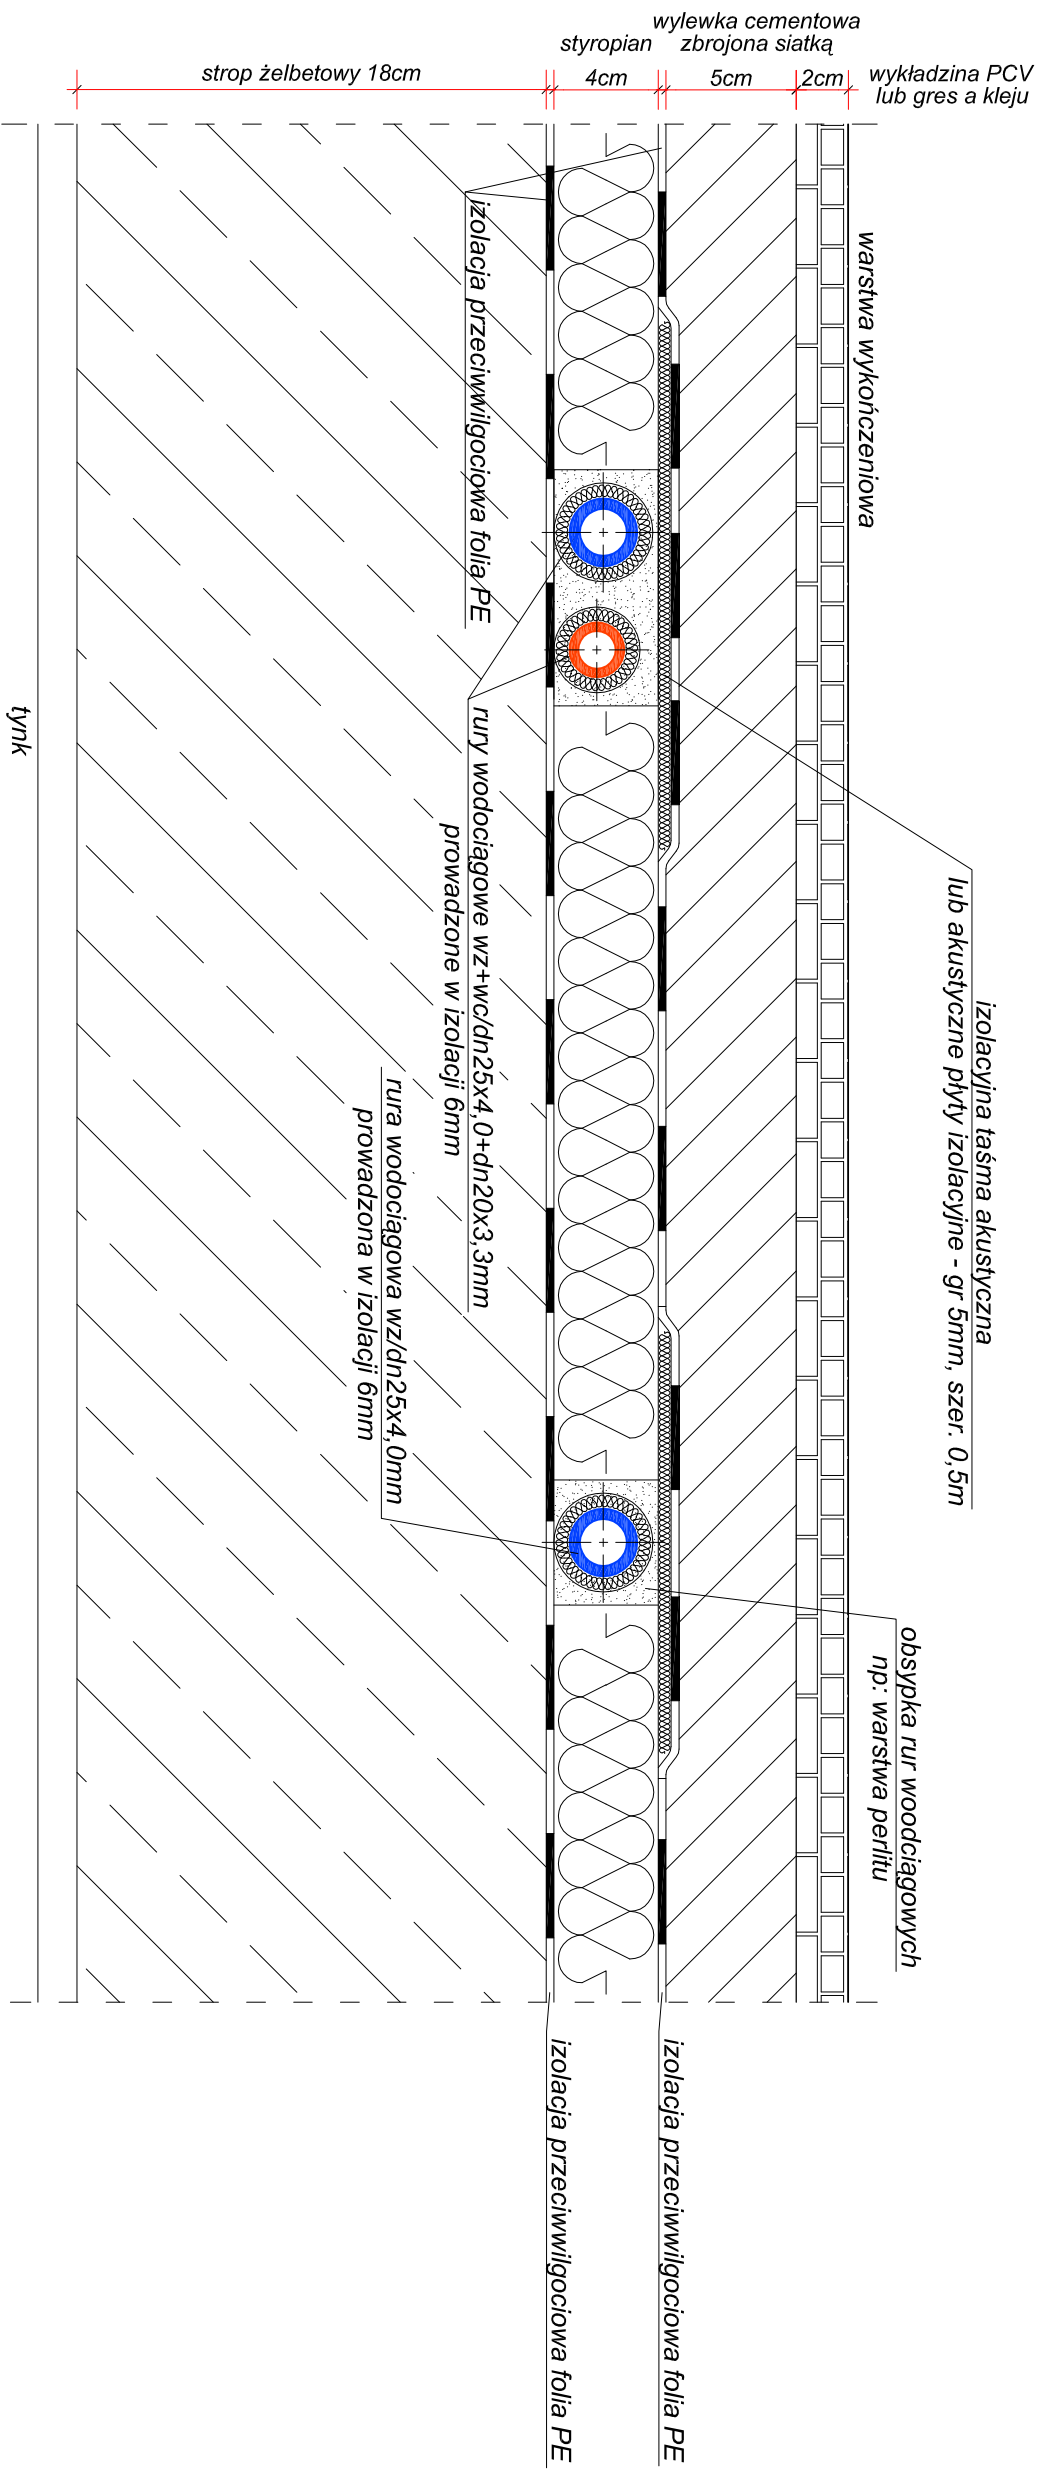 wylewka cementowa
zbrojona siatką
styropian
strop żelbetowy 18cm
4cm
5cm
2cm
wykładzina PCV
lub gres a kleju
warstwa wykończeniowa
izolacja przeciwwilgociowa folia PE
rury wodociągowe wz+wc/dn25x4,0+dn20x3,3mm
prowadzone w izolacji 6mm
rura wodociągowa wz/dn25x4,0mm
prowadzona w izolacji 6mm
izolacyjna taśma akustyczna
lub akustyczne płyty izolacyjne - gr 5mm, szer. 0,5m
obsypka rur woodciągowych
np: warstwa perlitu
tynk
izolacja przeciwwilgociowa folia PE
izolacja przeciwwilgociowa folia PE